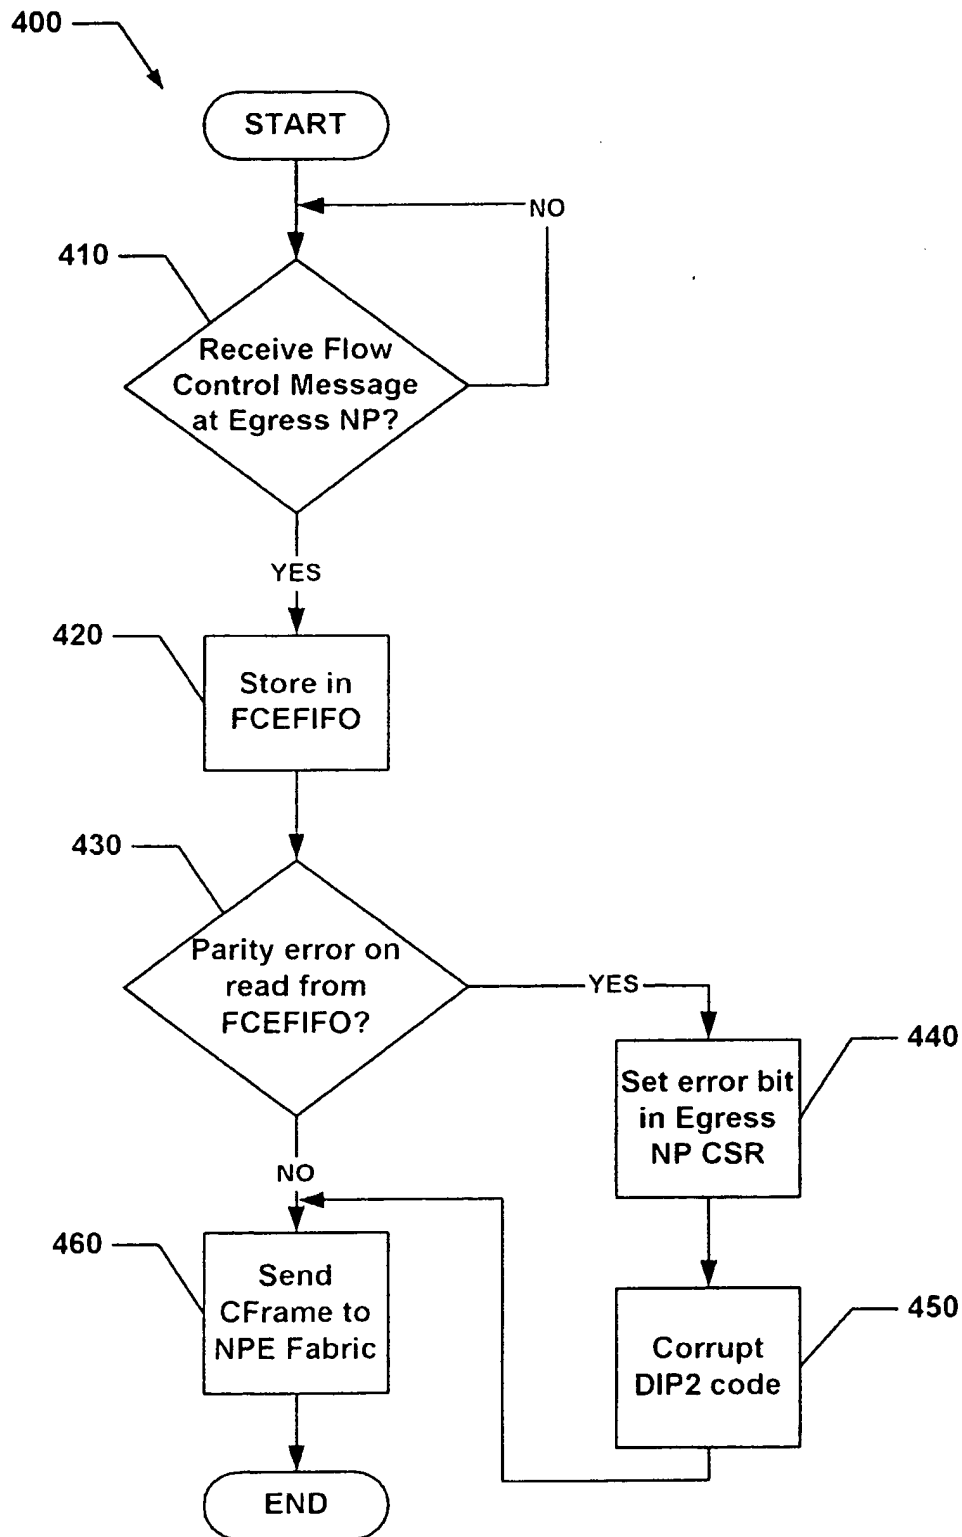 400
START
NO
410
Receive Flow
Control Message
at Egress NP?
YES
420
Store in
FCEFIFO
430
Parity error on
read from
FCEFIFO?
YES
440
Set error bit
in Egress
NP CSR
NO
460
Send
CFrame to
NPE Fabric
450
Corrupt
DIP2 code
END